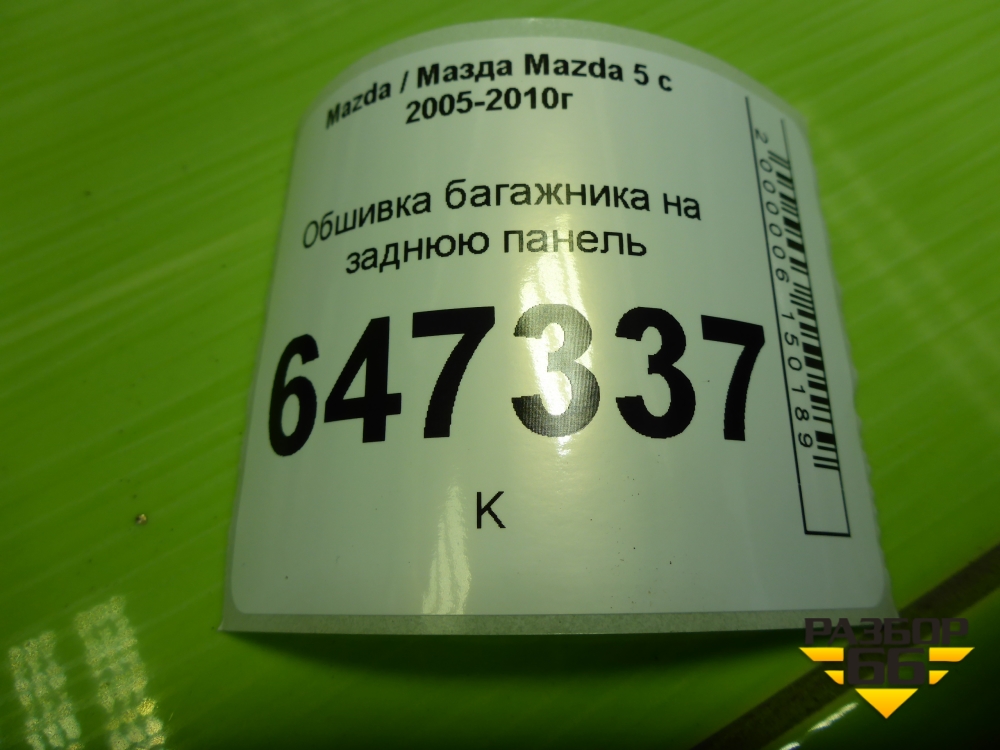 Mazda / Мазда Mazda 5 с
2005-2010г
Обшивка багажника на
заднюю панель
647337
К
2000006150189
РАЗБОР
66